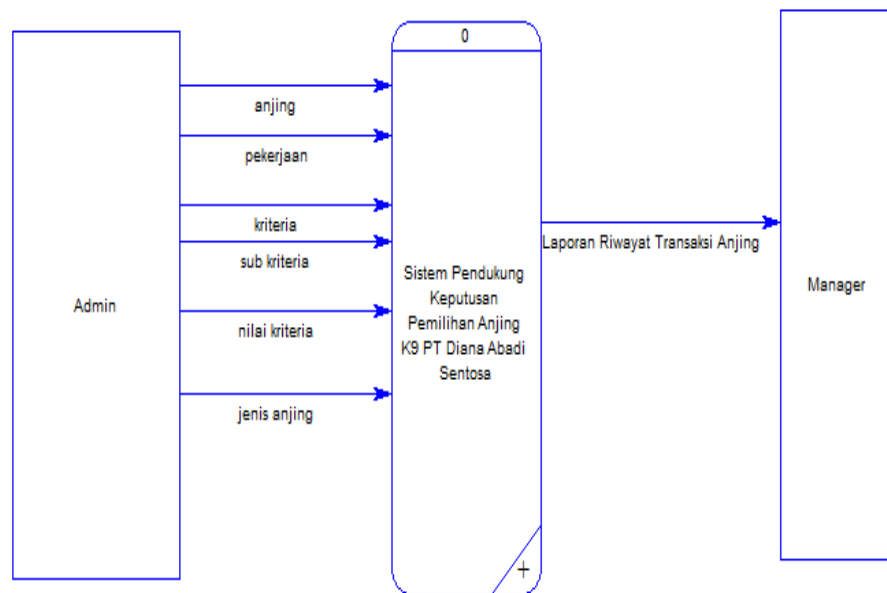 0
anjing
pekerjaan
kriteria
sub kriteria
Admin
nilai kriteria
jenis anjing
Sistem Pendukung
Keputusan
Pemilihan Anjing
K9 PT Diana Abadi
Sentosa
+
Laporan Riwayat Transaksi Anjing
Manager